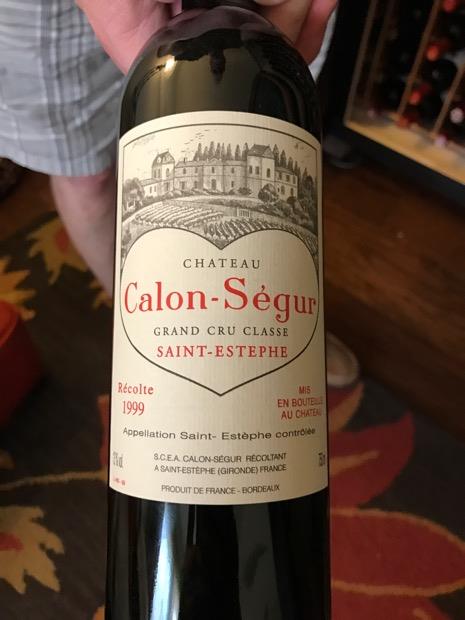 CHATEAU
Calon-Ségur
GRAND CRU CLASSE
SAINT-ESTEPHE
Récolte
1999
MIS
EN BOUTEILLE
AU CHATEAU
Appellation Saint-Estèphe contrôlée
S.C.E.A. CALON-SÉGUR RÉCOLTANT
A SAINT-ESTÈPHE (GIRONDE) FRANCE
PRODUIT DE FRANCE - BORDEAUX